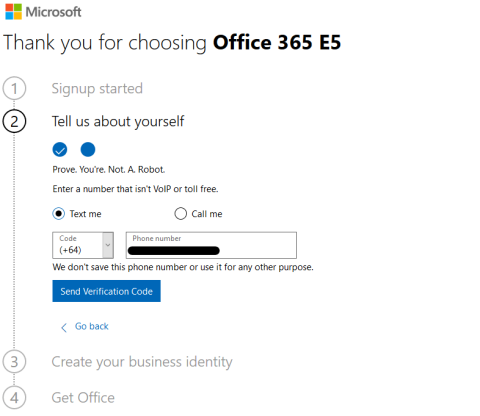 Microsoft
Thank you for choosing Office 365 E5
1 Signup started
2 Tell us about yourself
Prove. You're. Not. A. Robot.
Enter a number that isn't VoIP or toll free.
Text me Call me
Code Phone number
(+64)
We don't save this phone number or use it for any other purpose.
Send Verification Code
Go back
3 Create your business identity
4 Get Office